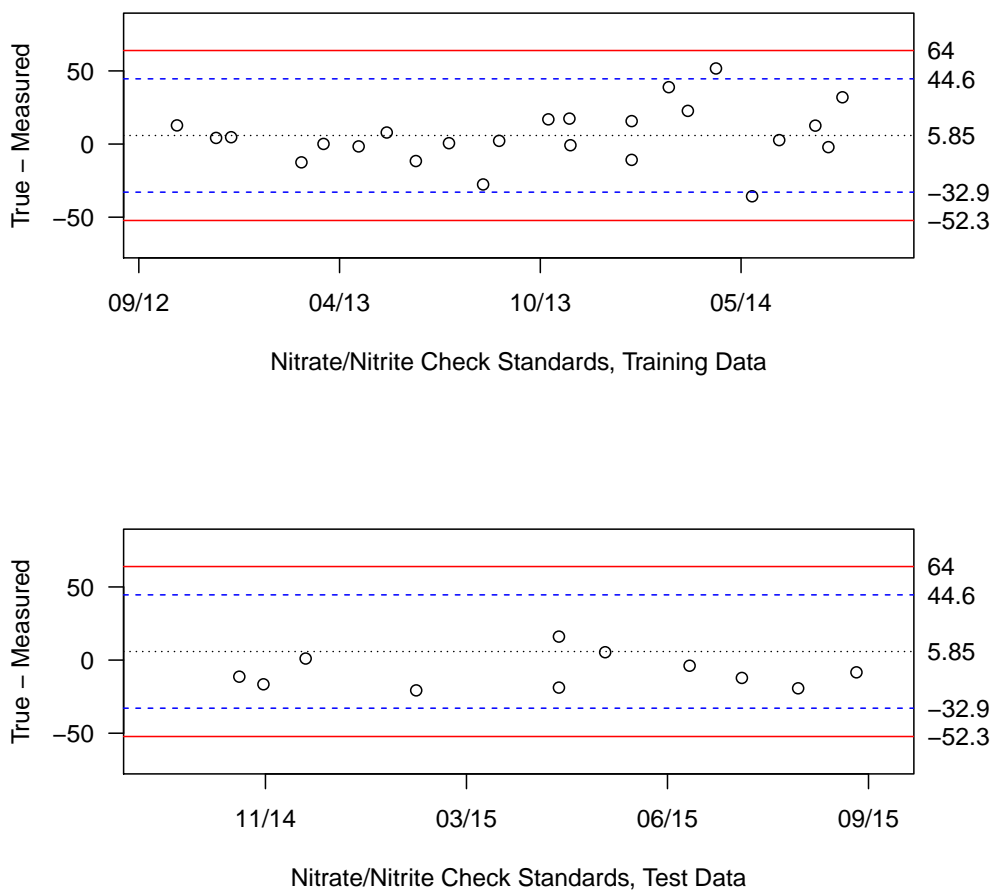 True − Measured
50
0
−50
64
44.6
5.85
−32.9
−52.3
09/12 04/13 10/13 05/14
Nitrate/Nitrite Check Standards, Training Data
True − Measured
50
0
−50
64
44.6
5.85
−32.9
−52.3
11/14 03/15 06/15 09/15
Nitrate/Nitrite Check Standards, Test Data